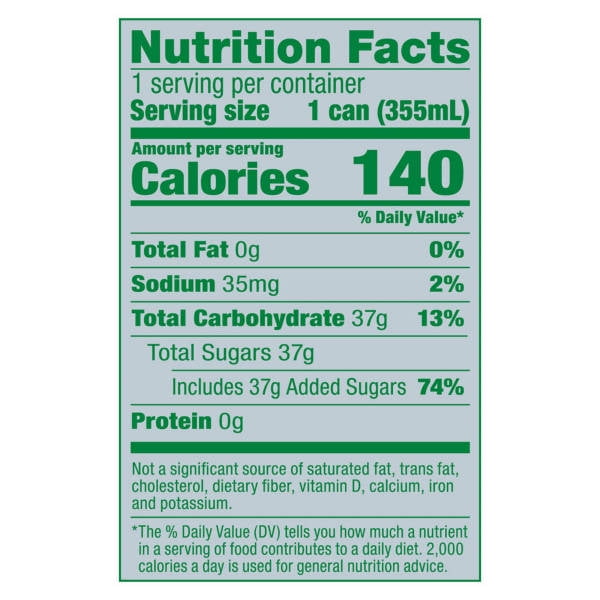 Nutrition Facts
1 serving per container
Serving size 1 can (355mL)
Amount per serving
Calories 140
% Daily Value*
Total Fat 0g 0%
Sodium 35mg 2%
Total Carbohydrate 37g 13%
Total Sugars 37g
Includes 37g Added Sugars 74%
Protein 0g
Not a significant source of saturated fat, trans fat,
cholesterol, dietary fiber, vitamin D, calcium, iron
and potassium.
*The % Daily Value (DV) tells you how much a nutrient
in a serving of food contributes to a daily diet. 2,000
calories a day is used for general nutrition advice.